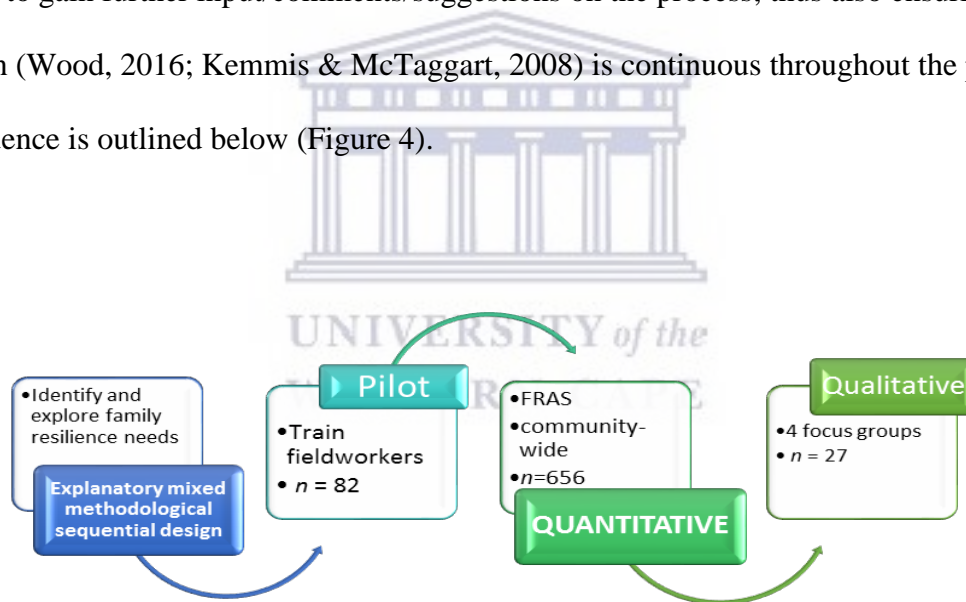 to gain further input/comments/suggestions on the process, thus also ensur
n (Wood, 2016; Kemmis & McTaggart, 2008) is continuous throughout the
ience is outlined below (Figure 4).
UNIVERSITY of the
•Identify and
explore family
resilience needs
Explanatory mixed
methodological
sequential design
Pilot
•Train
fieldworkers
• n = 82
•FRAS
•community-
wide
•n=656
QUANTITATIVE
Qualitative
•4 focus groups
• n = 27